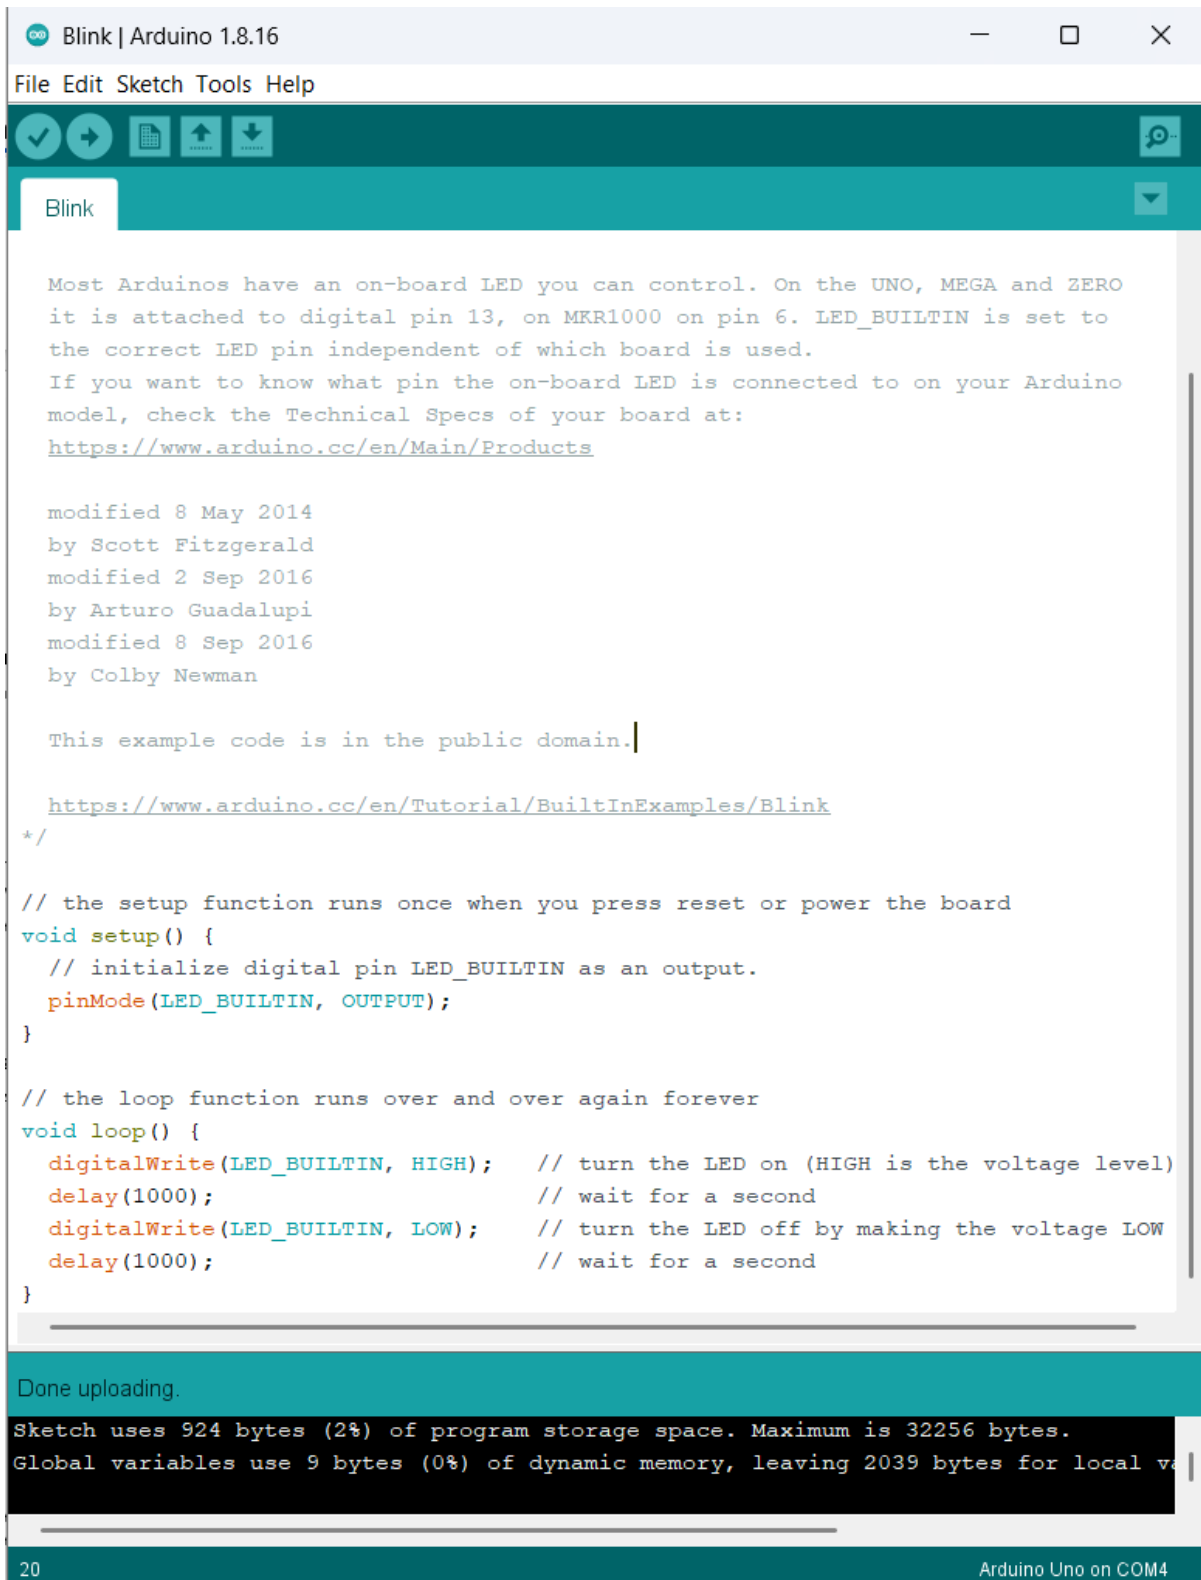 Blink | Arduino 1.8.16
File Edit Sketch Tools Help
Blink
Most Arduinos have an on-board LED you can control. On the UNO, MEGA and ZERO
it is attached to digital pin 13, on MKR1000 on pin 6. LED_BUILTIN is set to
the correct LED pin independent of which board is used.
If you want to know what pin the on-board LED is connected to on your Arduino
model, check the Technical Specs of your board at:
https://www.arduino.cc/en/Main/Products
modified 8 May 2014
by Scott Fitzgerald
modified 2 Sep 2016
by Arturo Guadalupi
modified 8 Sep 2016
by Colby Newman
This example code is in the public domain.
https://www.arduino.cc/en/Tutorial/BuiltInExamples/Blink
*/
// the setup function runs once when you press reset or power the board
void setup() {
  // initialize digital pin LED_BUILTIN as an output.
  pinMode(LED_BUILTIN, OUTPUT);
}
// the loop function runs over and over again forever
void loop() {
  digitalWrite(LED_BUILTIN, HIGH);   // turn the LED on (HIGH is the voltage level)
  delay(1000);                       // wait for a second
  digitalWrite(LED_BUILTIN, LOW);    // turn the LED off by making the voltage LOW
  delay(1000);                       // wait for a second
}
Done uploading.
Sketch uses 924 bytes (2%) of program storage space. Maximum is 32256 bytes.
Global variables use 9 bytes (0%) of dynamic memory, leaving 2039 bytes for local
20
Arduino Uno on COM4